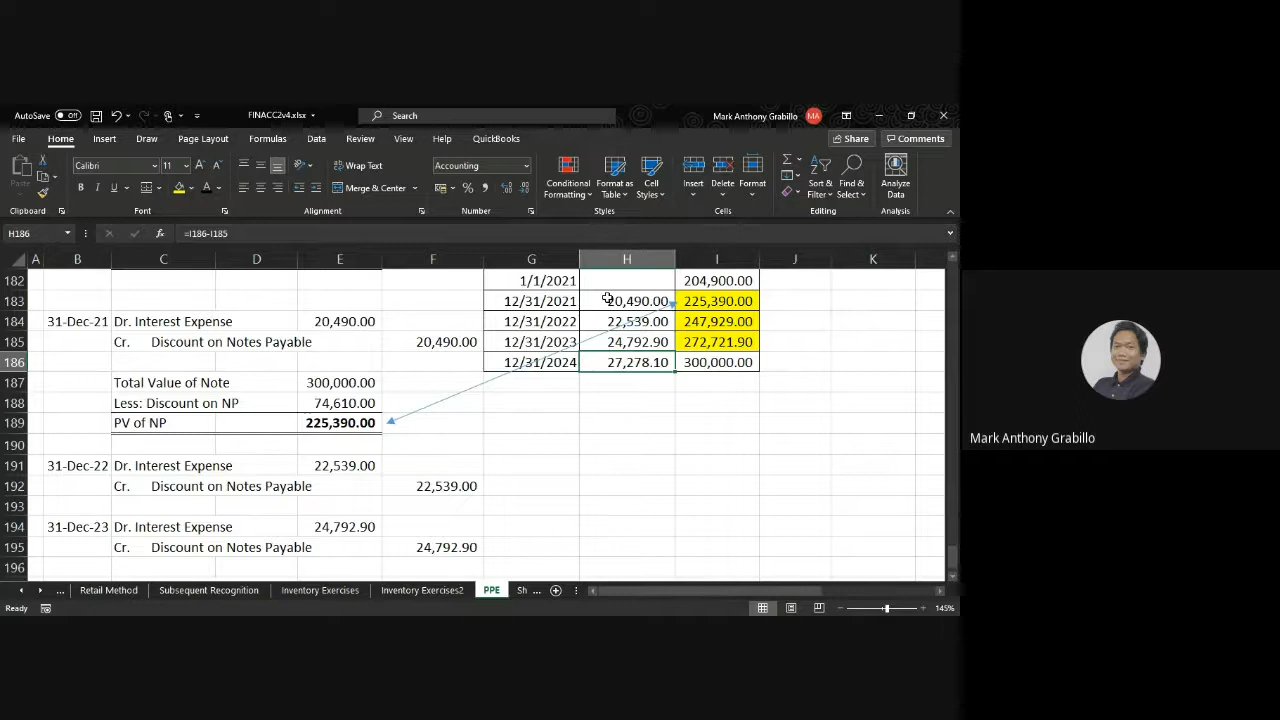 AutoSave Off FINACC2v4.xlsx Search Mark Anthony Grabillo MA
File Home Insert Draw Page Layout Formulas Data Review View Help QuickBooks Share Comments
Paste Calibri 11 Wrap Text Accounting Conditional Formatting Format as Table Cell Styles Insert Delete Format Sort & Filter Find & Select Analyze Data
B I U Merge & Center
Clipboard Font Alignment Number Styles Cells Editing Analysis
H186 fx =I186-I185
A B C D E F G H I J K
182 1/1/2021 204,900.00
183 12/31/2021 20,490.00 225,390.00
184 31-Dec-21 Dr. Interest Expense 20,490.00 12/31/2022 22,539.00 247,929.00
185 Cr. Discount on Notes Payable 20,490.00 12/31/2023 24,792.90 272,721.90
186 12/31/2024 27,278.10 300,000.00
187 Total Value of Note 300,000.00
188 Less: Discount on NP 74,610.00
189 PV of NP 225,390.00
190
191 31-Dec-22 Dr. Interest Expense 22,539.00
192 Cr. Discount on Notes Payable 22,539.00
193
194 31-Dec-23 Dr. Interest Expense 24,792.90
195 Cr. Discount on Notes Payable 24,792.90
196
... Retail Method Subsequent Recognition Inventory Exercises Inventory Exercises2 PPE Sh ...
Ready 145%
Mark Anthony Grabillo